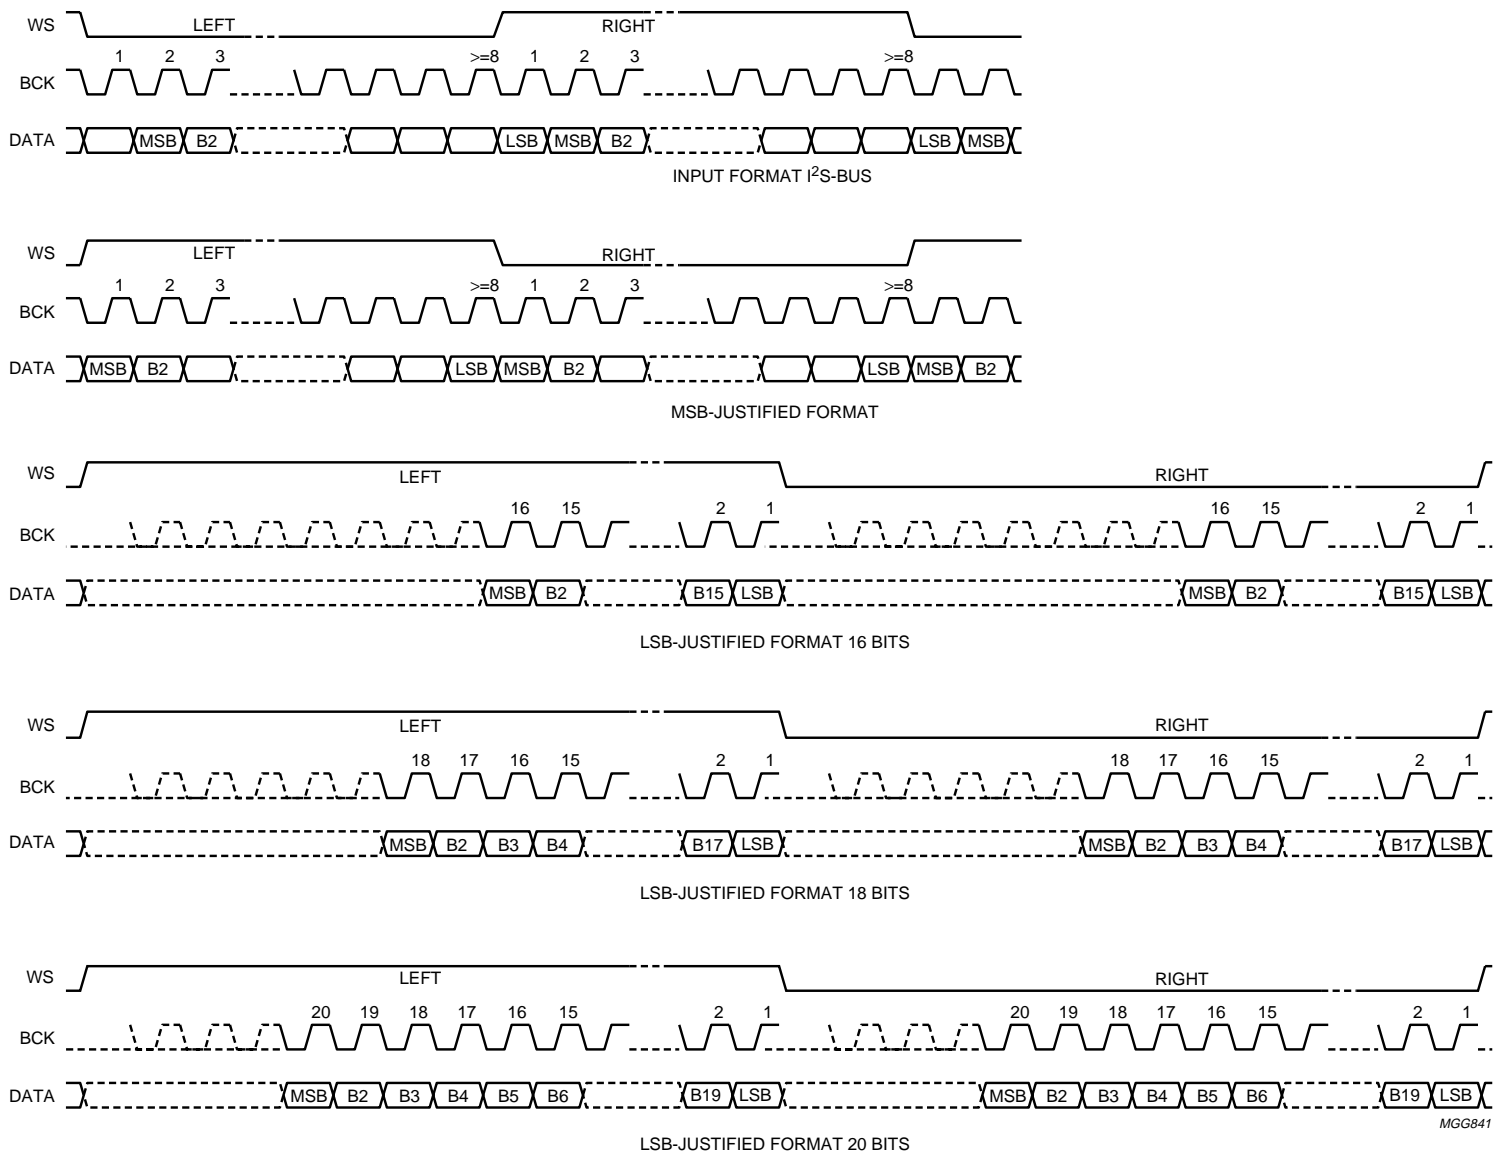 WS LEFT RIGHT
1 2 3 >=8 1 2 3 >=8
BCK
DATA MSB B2 LSB MSB B2 LSB MSB
INPUT FORMAT I²S-BUS
WS LEFT RIGHT
1 2 3 >=8 1 2 3 >=8
BCK
DATA MSB B2 LSB MSB B2 LSB MSB B2
MSB-JUSTIFIED FORMAT
WS LEFT RIGHT
16 15 2 1 16 15 2 1
BCK
DATA MSB B2 B15 LSB MSB B2 B15 LSB
LSB-JUSTIFIED FORMAT 16 BITS
WS LEFT RIGHT
18 17 16 15 2 1 18 17 16 15 2 1
BCK
DATA MSB B2 B3 B4 B17 LSB MSB B2 B3 B4 B17 LSB
LSB-JUSTIFIED FORMAT 18 BITS
WS LEFT RIGHT
20 19 18 17 16 15 2 1 20 19 18 17 16 15 2 1
BCK
DATA MSB B2 B3 B4 B5 B6 B19 LSB MSB B2 B3 B4 B5 B6 B19 LSB
MGG841
LSB-JUSTIFIED FORMAT 20 BITS